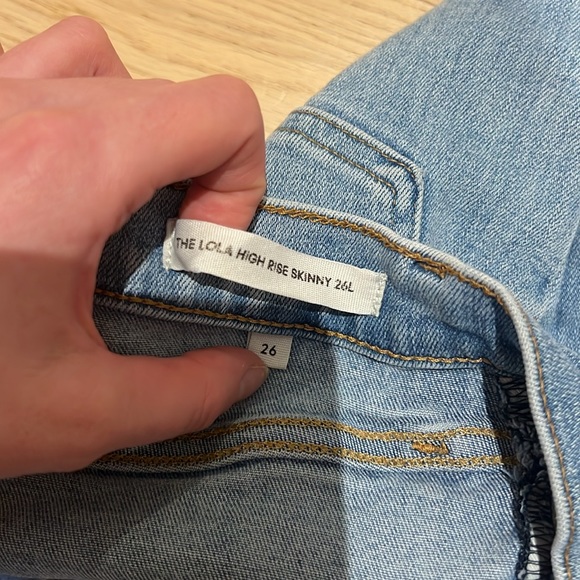 THE LOLA HIGH RISE SKINNY 26L
26